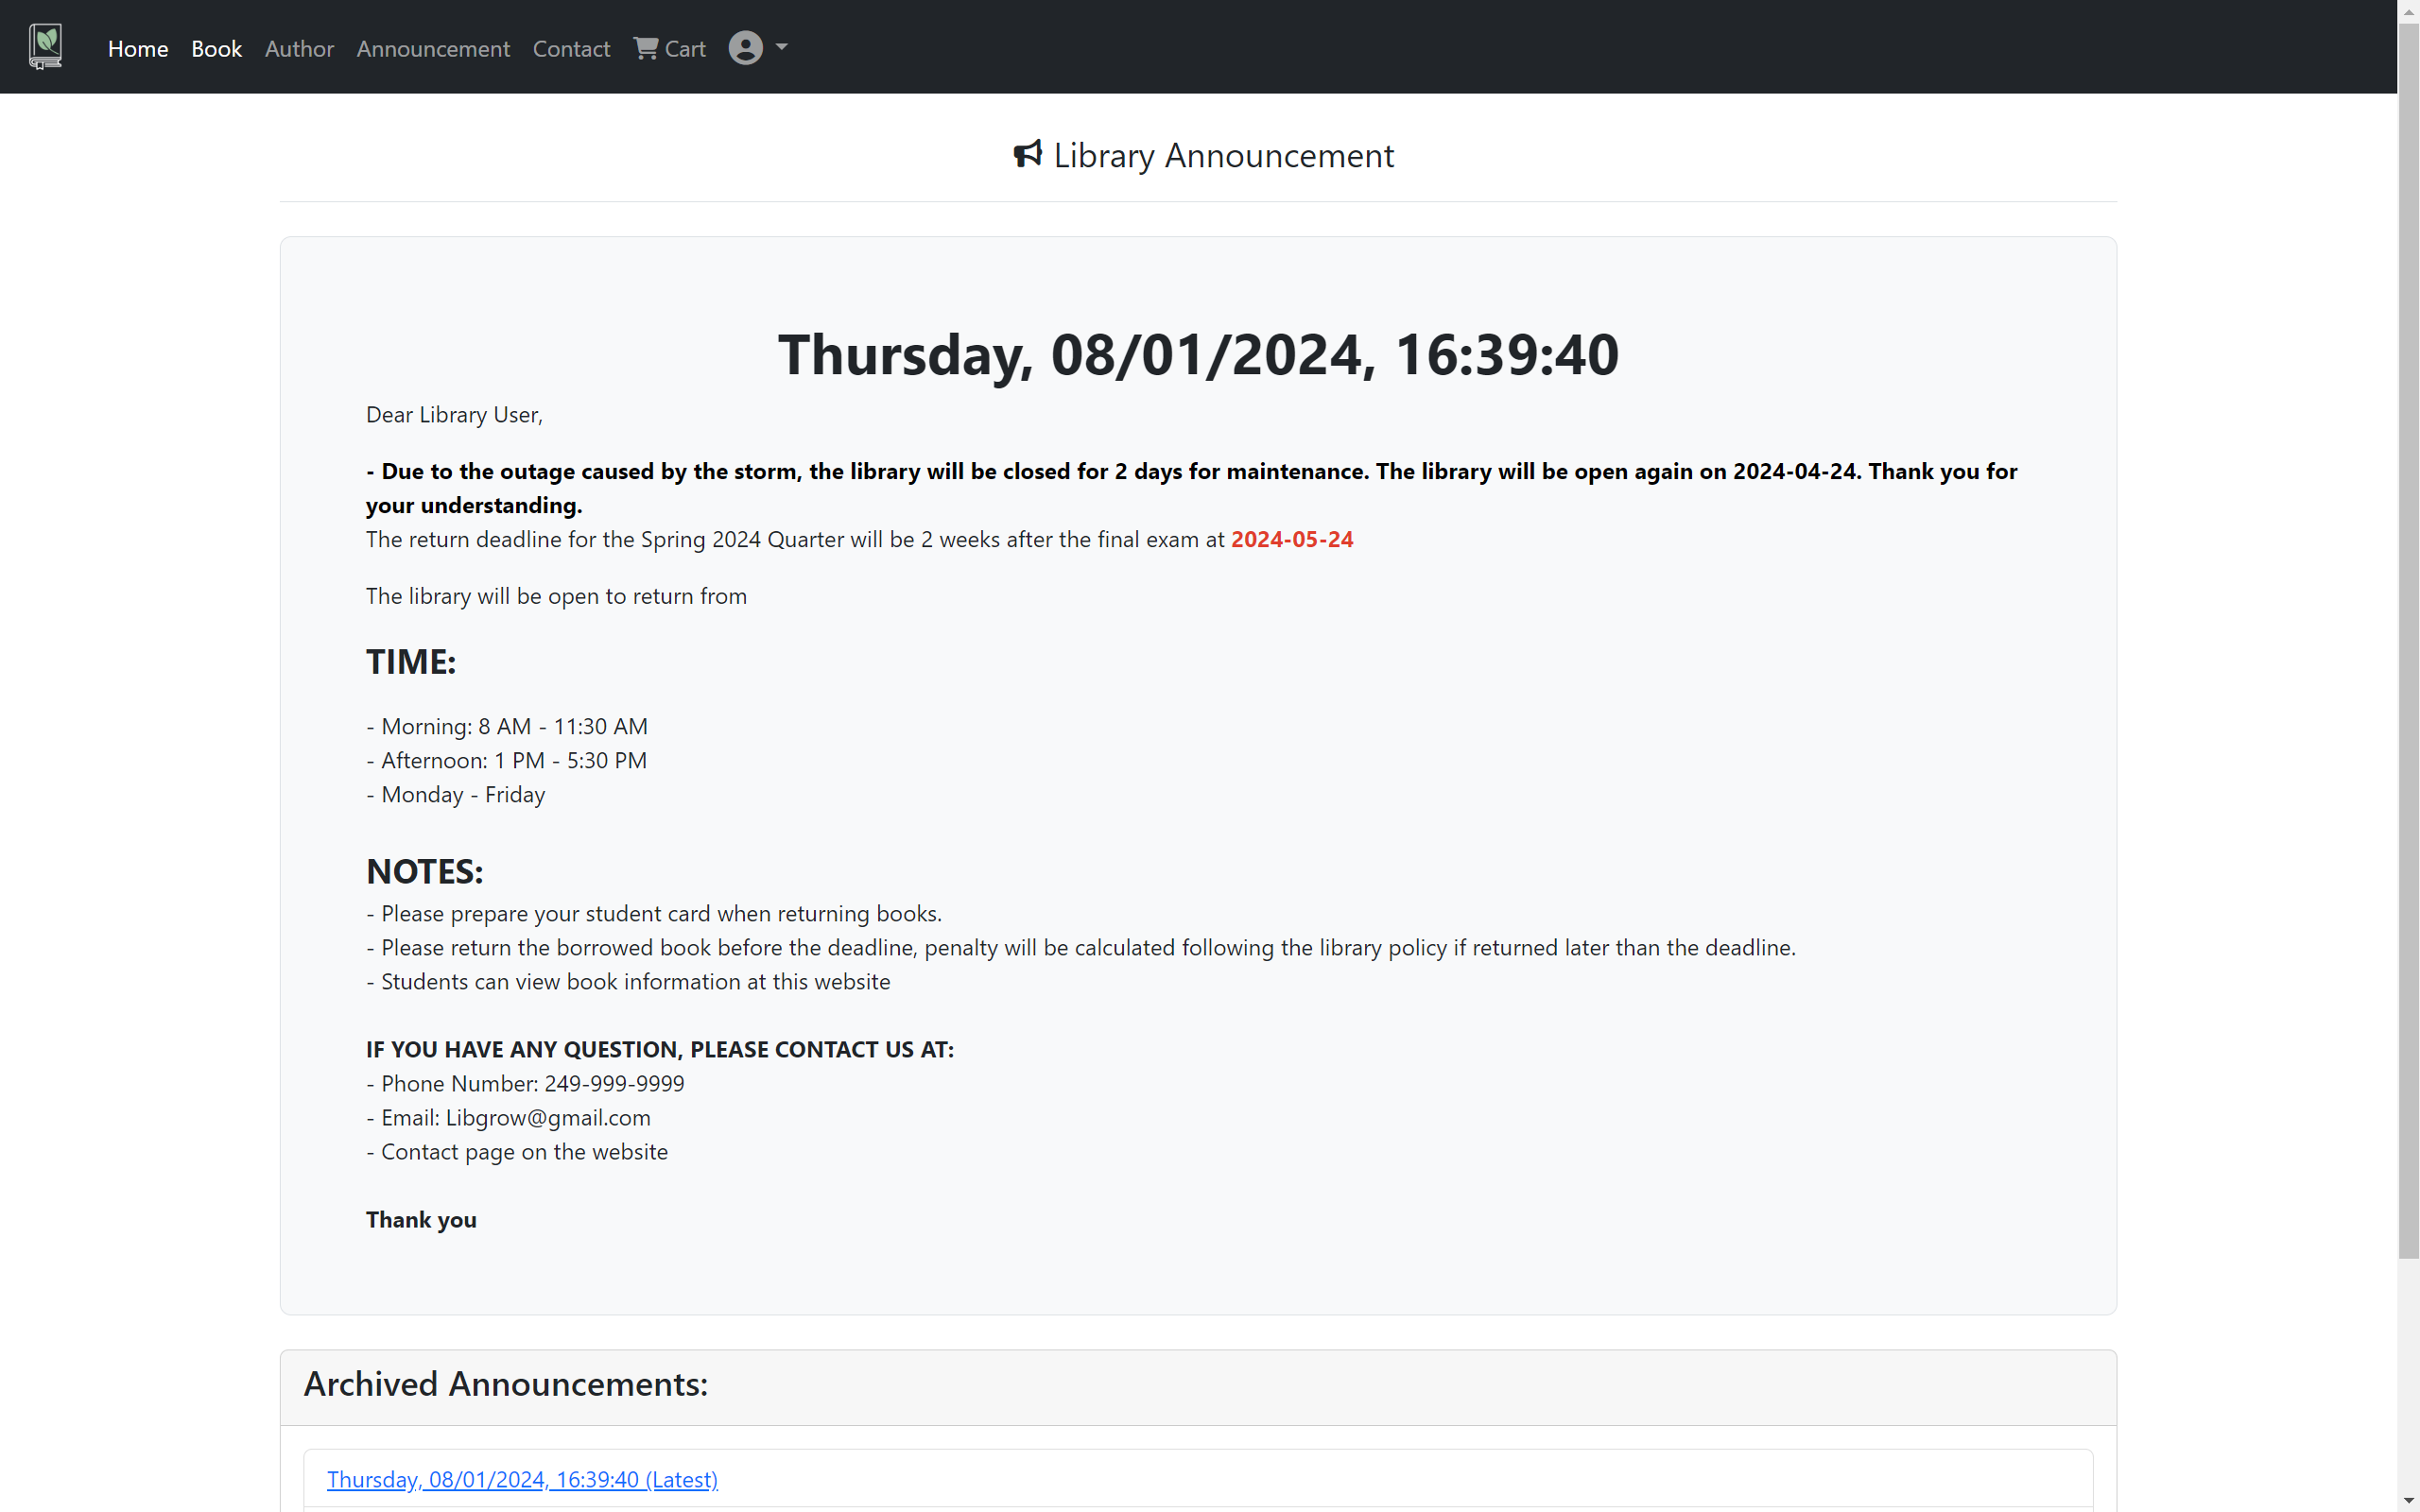 Home Book Author Announcement Contact Cart
Library Announcement
Thursday, 08/01/2024, 16:39:40
Dear Library User,
- Due to the outage caused by the storm, the library will be closed for 2 days for maintenance. The library will be open again on 2024-04-24. Thank you for
your understanding.
The return deadline for the Spring 2024 Quarter will be 2 weeks after the final exam at 2024-05-24
The library will be open to return from
TIME:
- Morning: 8 AM - 11:30 AM
- Afternoon: 1 PM - 5:30 PM
- Monday - Friday
NOTES:
- Please prepare your student card when returning books.
- Please return the borrowed book before the deadline, penalty will be calculated following the library policy if returned later than the deadline.
- Students can view book information at this website
IF YOU HAVE ANY QUESTION, PLEASE CONTACT US AT:
- Phone Number: 249-999-9999
- Email: Libgrow@gmail.com
- Contact page on the website
Thank you
Archived Announcements:
Thursday, 08/01/2024, 16:39:40 (Latest)